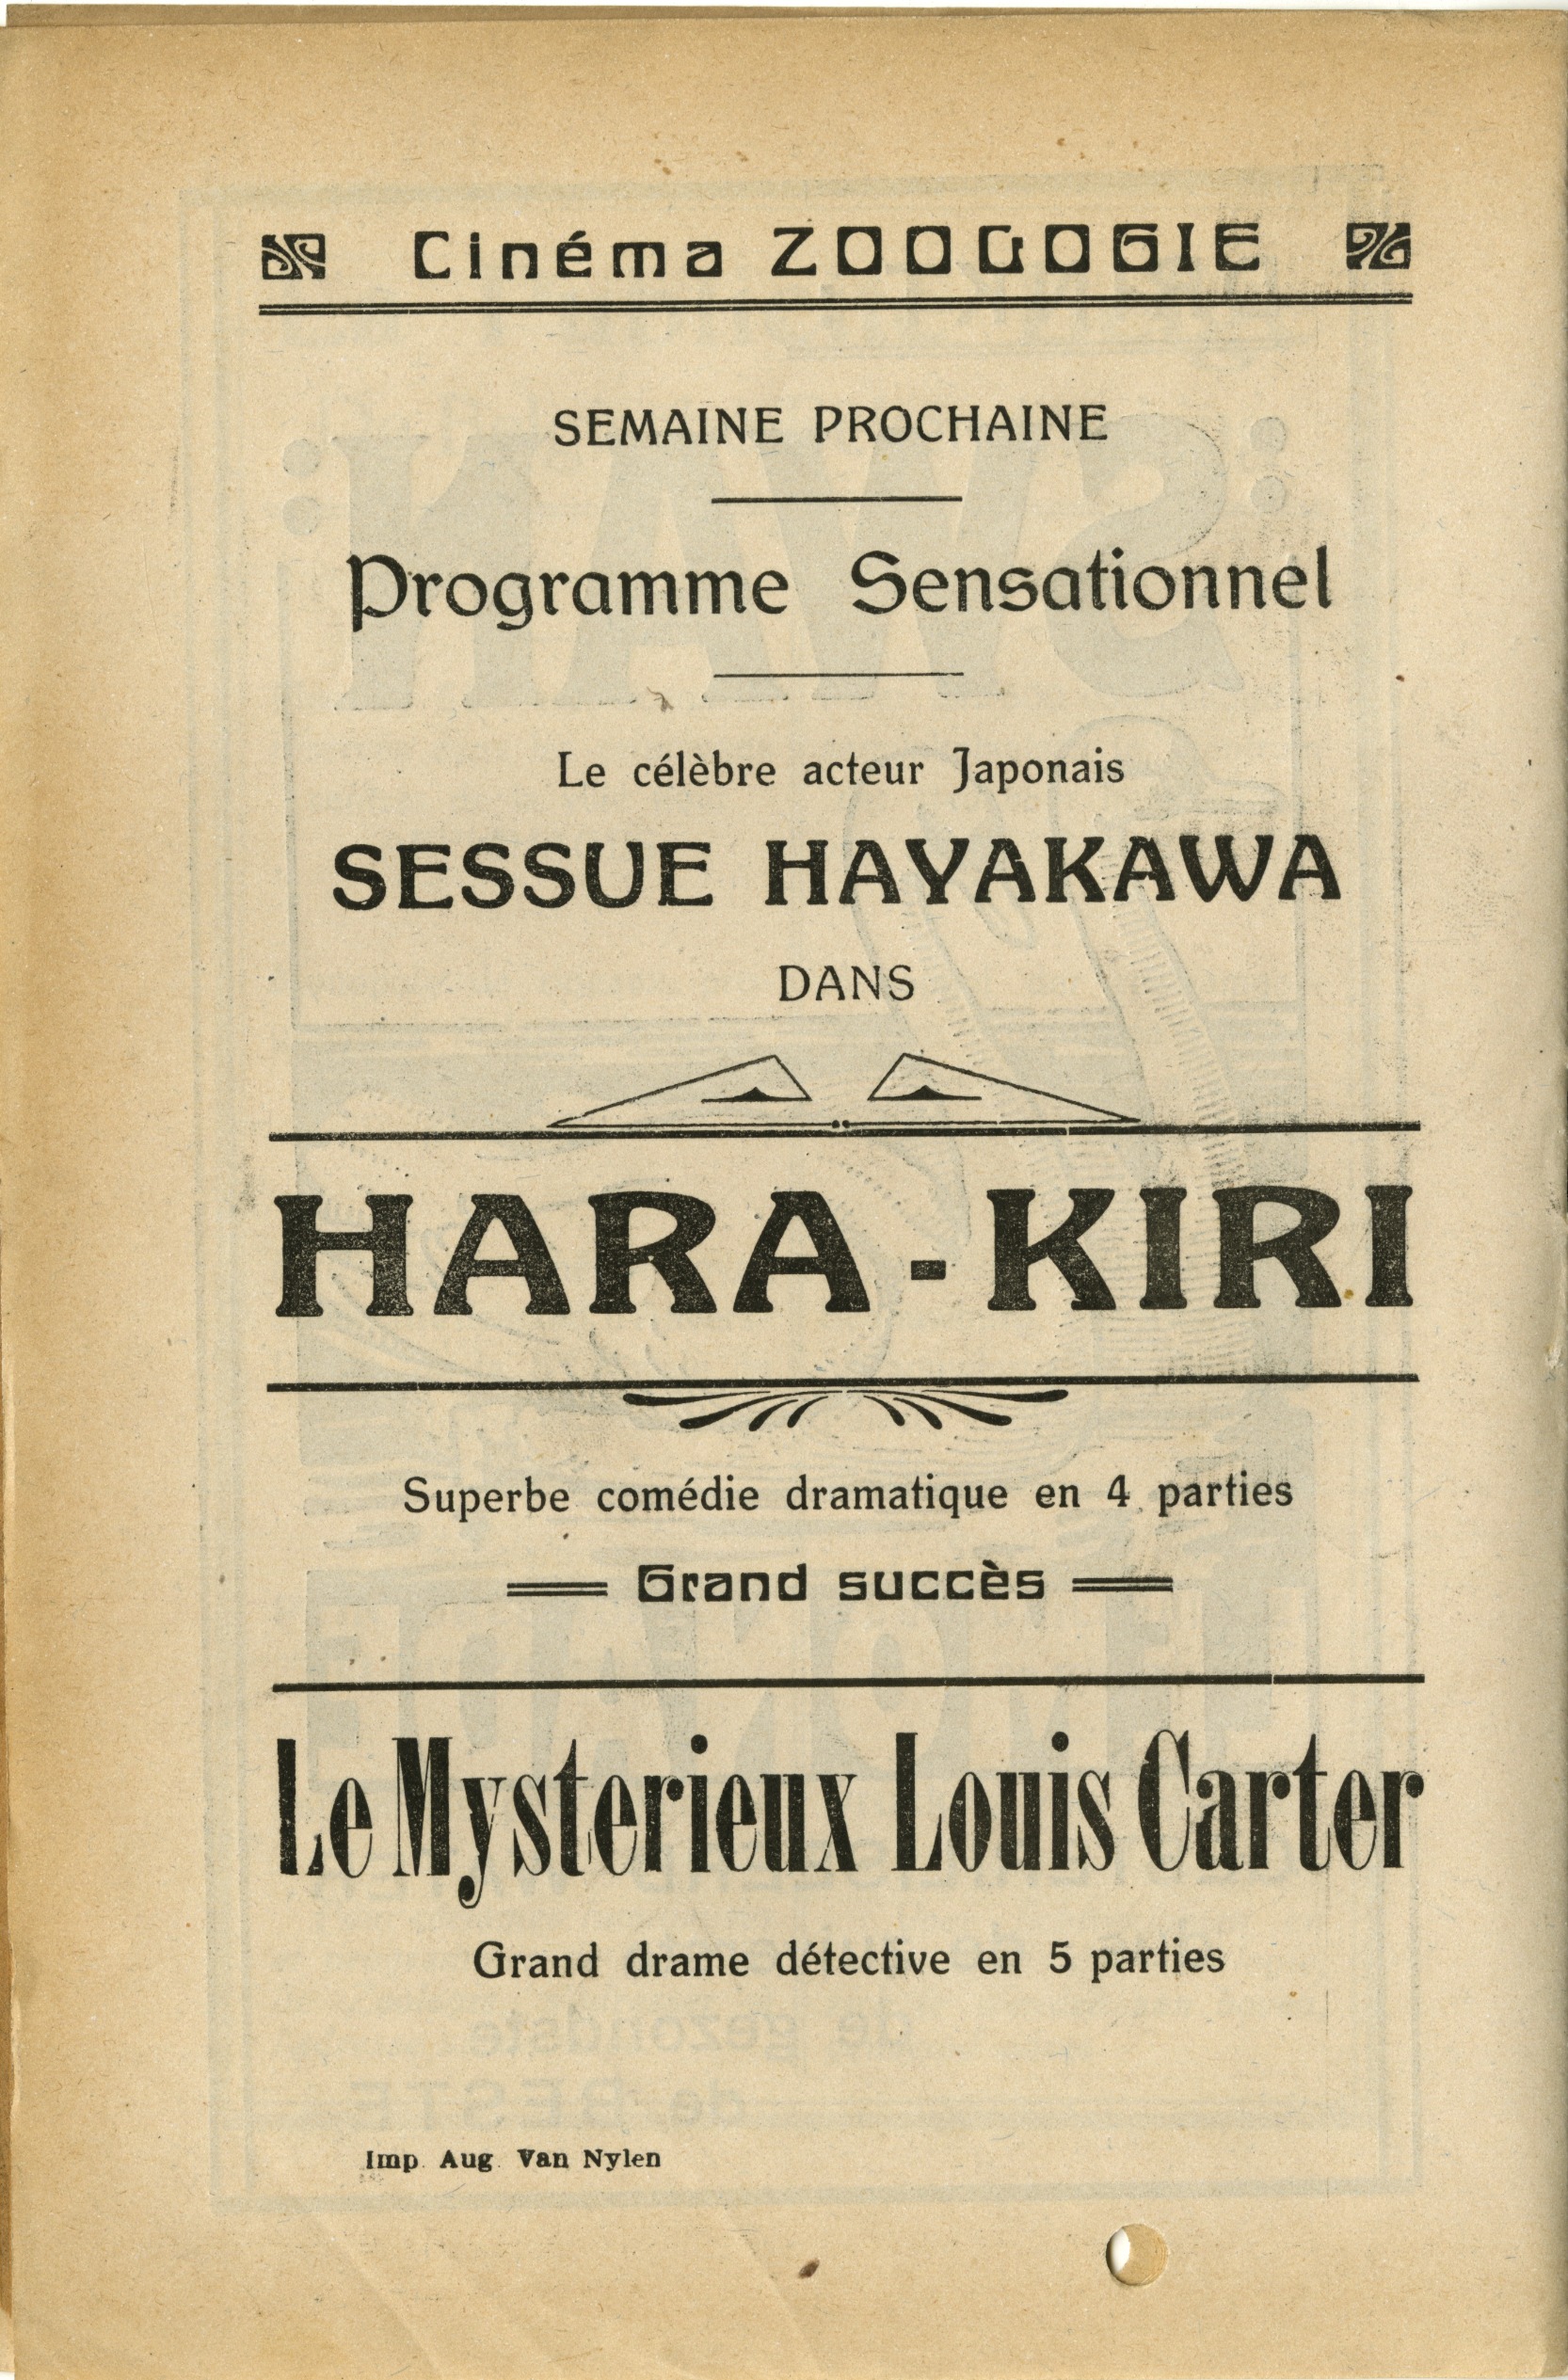 Cinéma ZOOLOGIE
SEMAINE PROCHAINE
Programme Sensationnel
Le célèbre acteur Japonais
SESSUE HAYAKAWA
DANS
HARA-KIRI
Superbe comédie dramatique en 4 parties
Grand succès
Le Mysterieux Louis Carter
Grand drame détective en 5 parties
Imp. Aug. Van Nylen